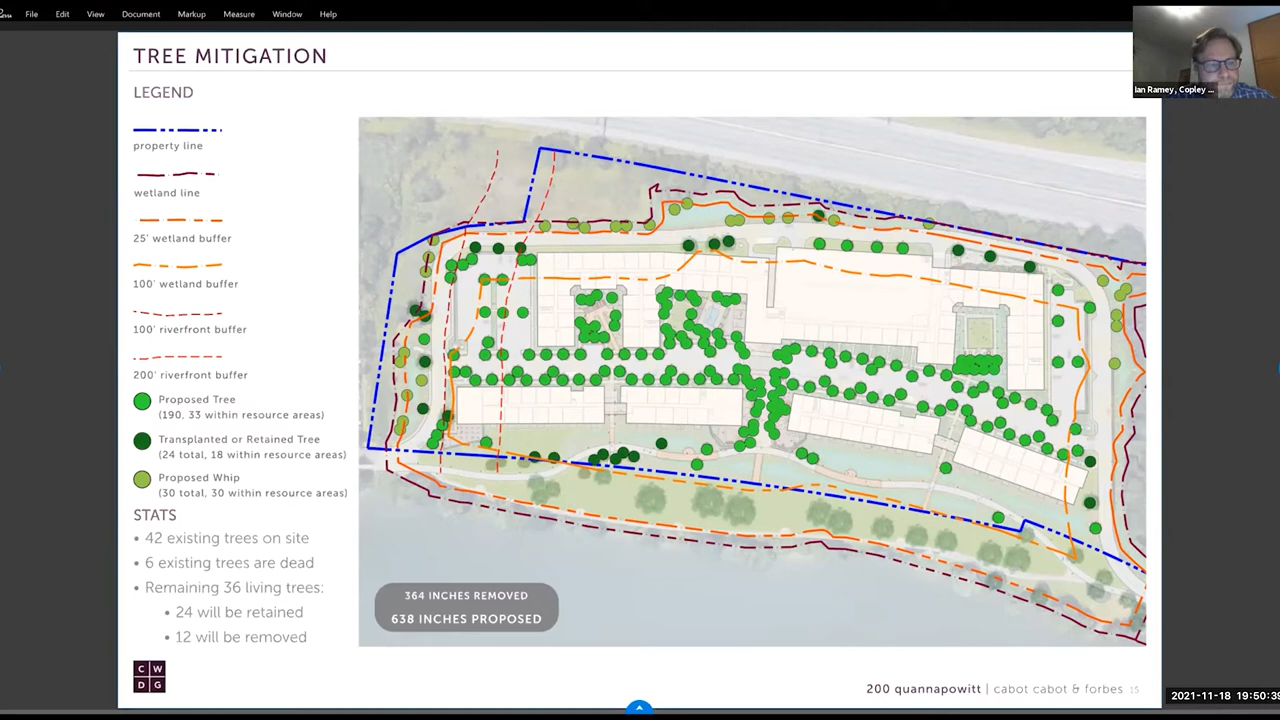 File Edit View Document Markup Measure Window Help
TREE MITIGATION
Ian Ramey, Copley ...
LEGEND
property line
wetland line
25' wetland buffer
100' wetland buffer
100' riverfront buffer
200' riverfront buffer
Proposed Tree
(190, 33 within resource areas)
Transplanted or Retained Tree
(24 total, 18 within resource areas)
Proposed Whip
(30 total, 30 within resource areas)
STATS
• 42 existing trees on site
• 6 existing trees are dead
• Remaining 36 living trees:
• 24 will be retained
• 12 will be removed
364 INCHES REMOVED
638 INCHES PROPOSED
C W
D G
200 quannapowitt | cabot cabot & forbes 15
2021-11-18 19:50:39